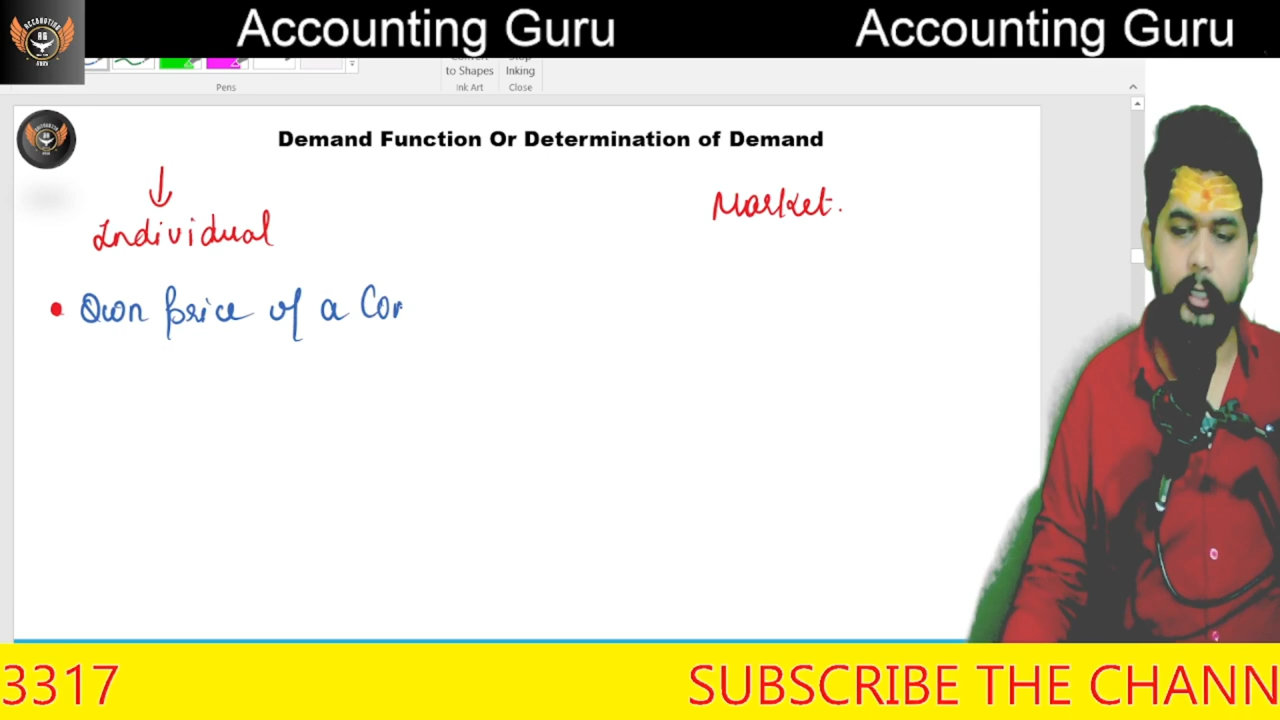 Accounting Guru
Accounting Guru
to Shapes
Inking
Pens
Ink Art
Close
Demand Function Or Determination of Demand
Market.
Individual
• Own price of a Cor
3317
SUBSCRIBE THE CHANN